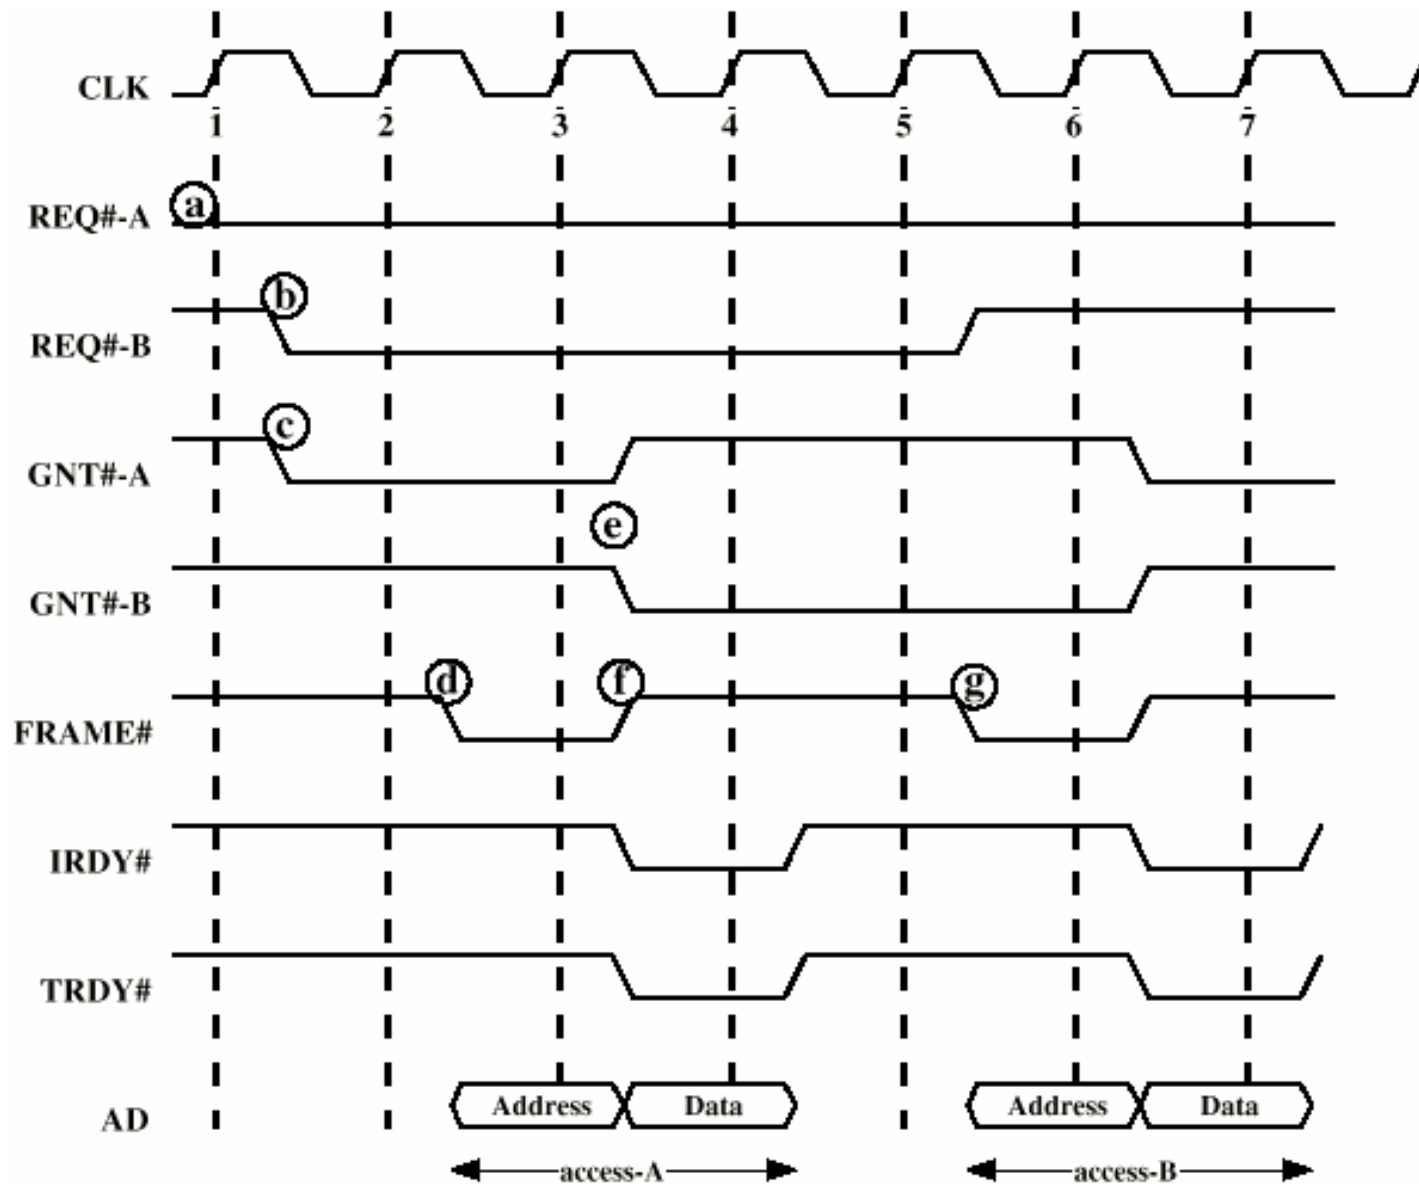 CLK
1 2 3 4 5 6 7
a
REQ#-A
b
REQ#-B
c
GNT#-A
e
GNT#-B
d f g
FRAME#
IRDY#
TRDY#
AD Address Data Address Data
access-A access-B